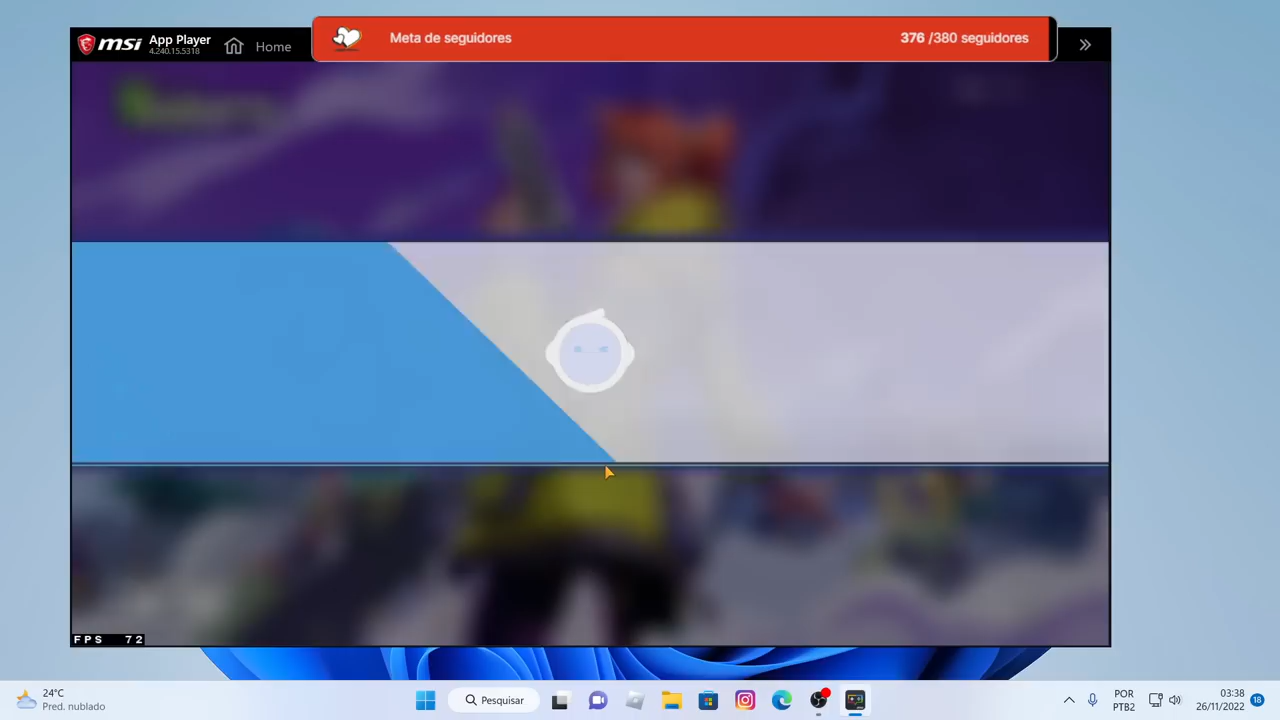 msi App Player
4.240.15.5318
Home
Meta de seguidores
376 /380 seguidores
FPS 72
24°C
Pred. nublado
Pesquisar
POR
PTB2
03:38
26/11/2022
18